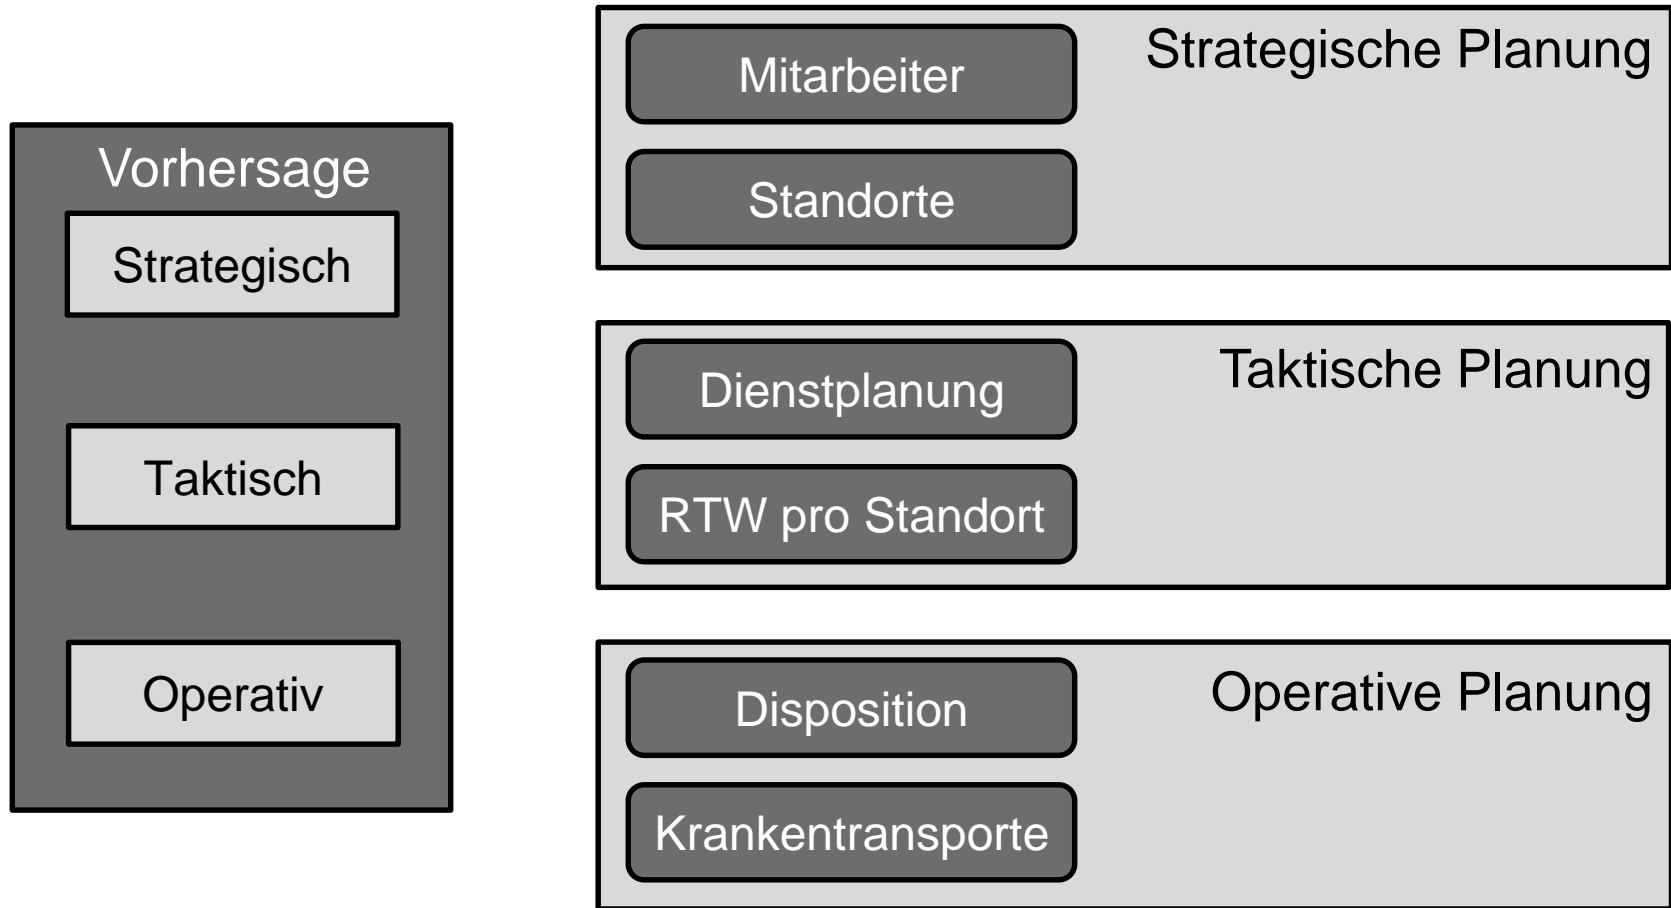 Vorhersage
Strategisch
Taktisch
Operativ
Strategische Planung
Mitarbeiter
Standorte
Taktische Planung
Dienstplanung
RTW pro Standort
Operative Planung
Disposition
Krankentransporte